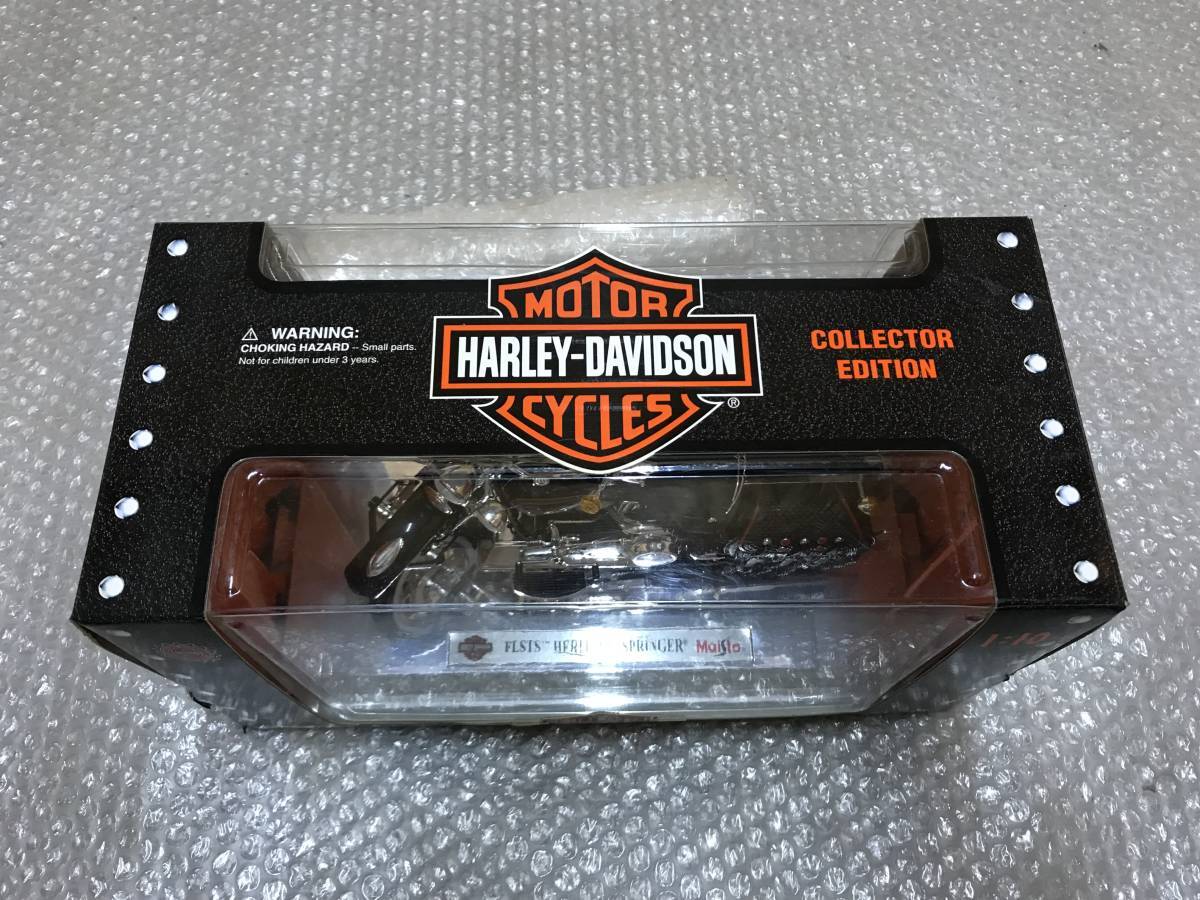 MOTOR
HARLEY-DAVIDSON
CYCLES
®
⚠ WARNING:
CHOKING HAZARD -- Small parts.
Not for children under 3 years.
COLLECTOR
EDITION
FLSTS™ SPRINGER® Maisto